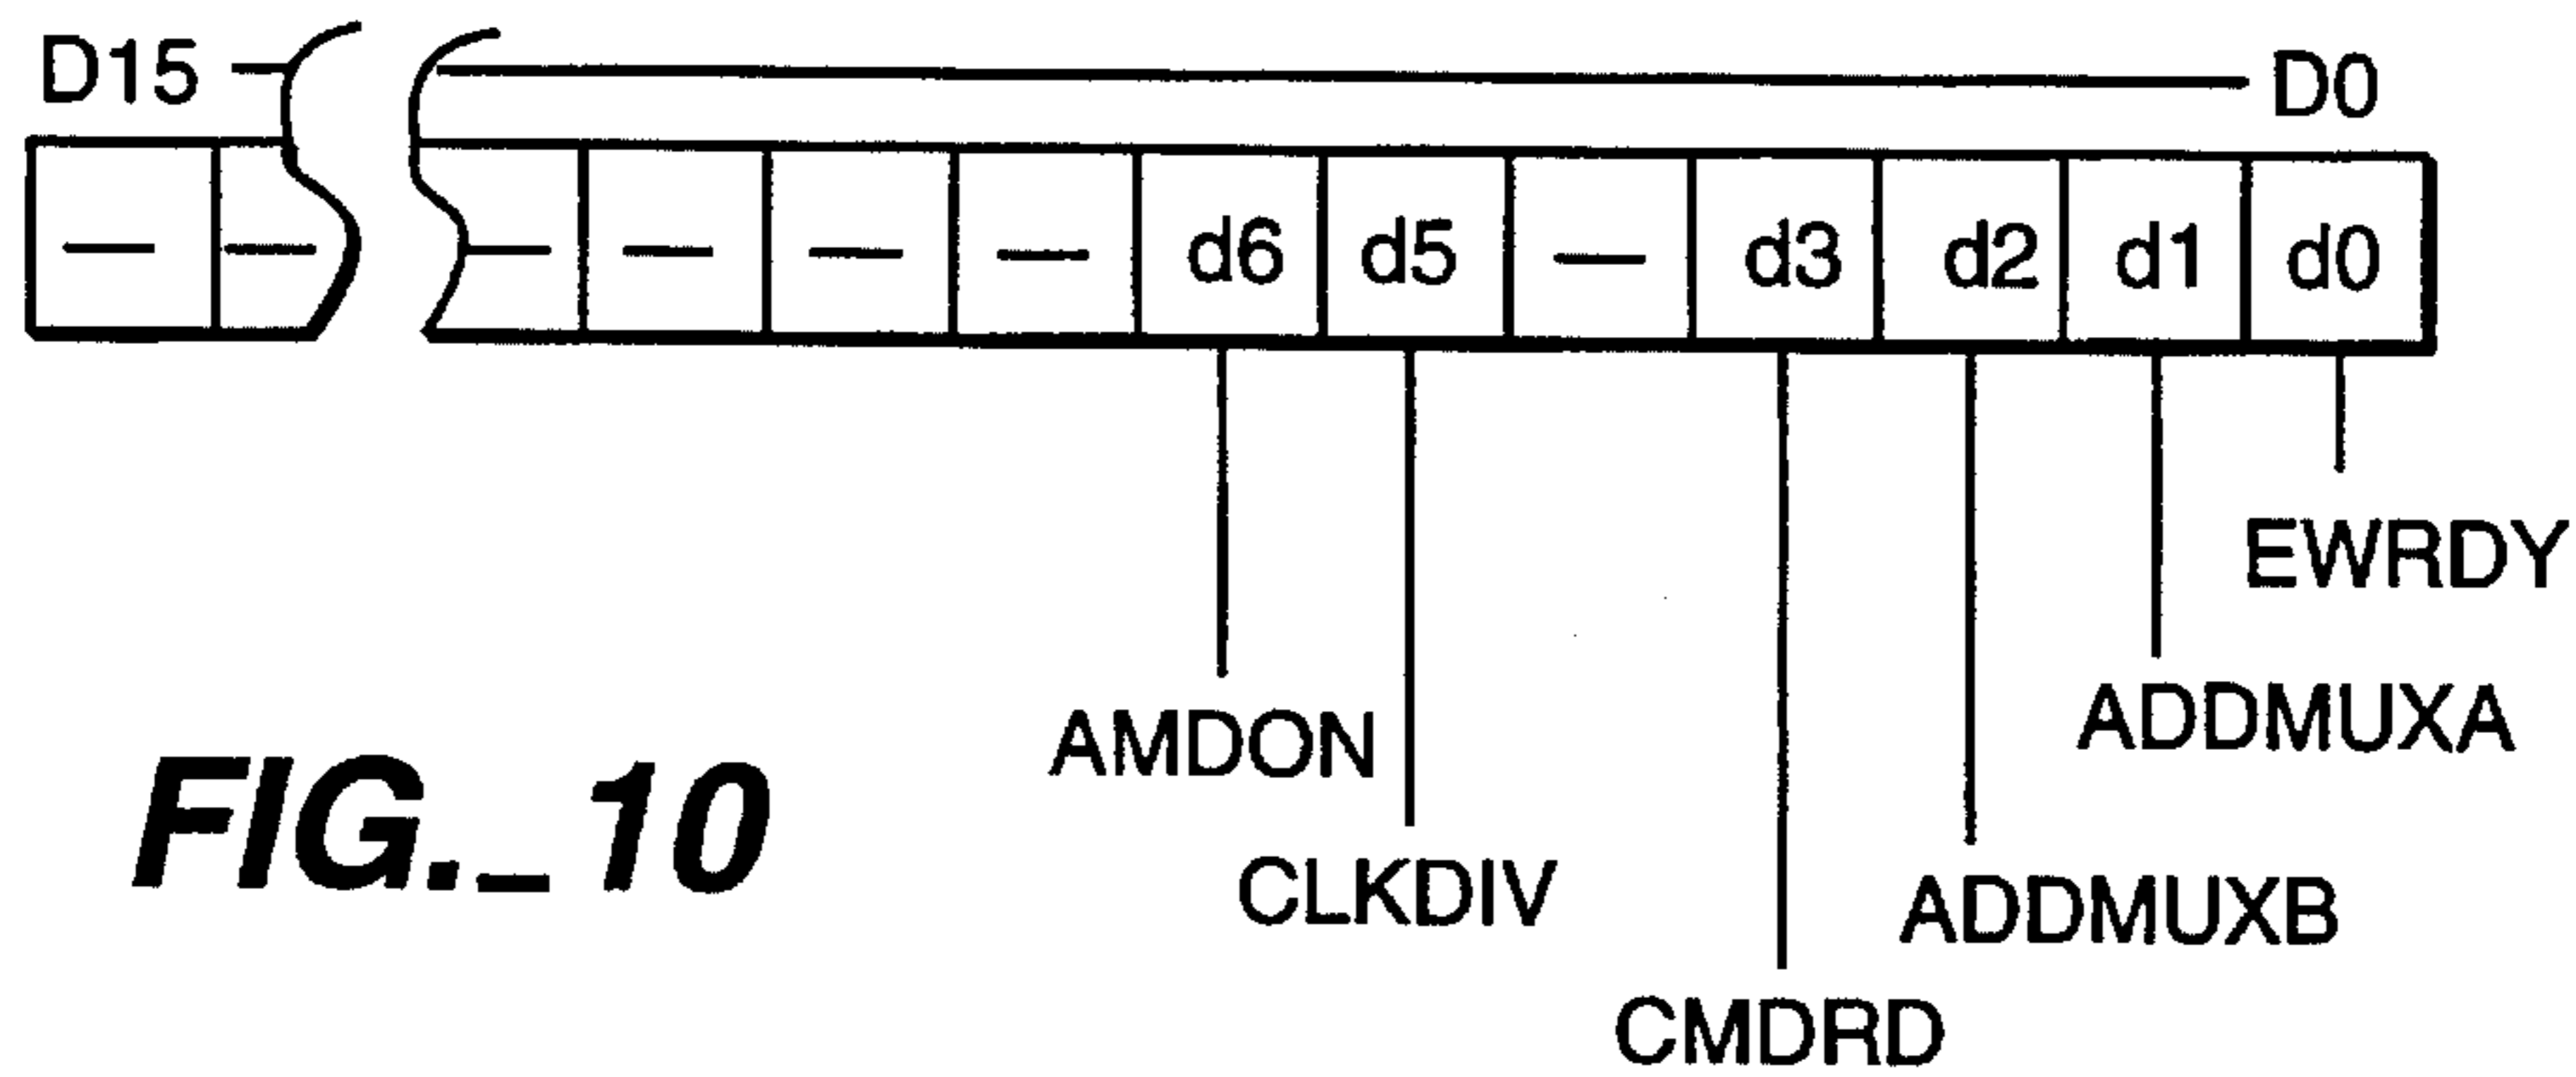 D15 D0
— — — — — — d6 d5 — d3 d2 d1 d0
EWRDY
ADDMUXA
AMDON
CLKDIV
ADDMUXB
CMDRD
FIG._10